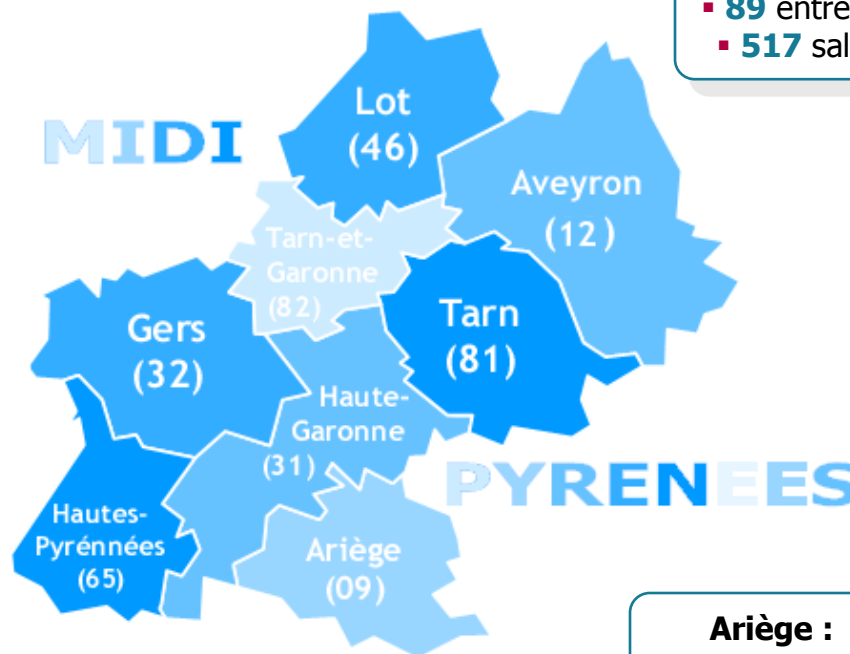 ▪ 89 entre
▪ 517 sal
MIDI
Lot
(46)
Aveyron
(12)
Tarn-et-
Garonne
(82)
Gers
(32)
Tarn
(81)
Haute-
Garonne
(31)
PYRENEES
Hautes-
Pyrénnées
(65)
Ariège
(09)
Ariège :